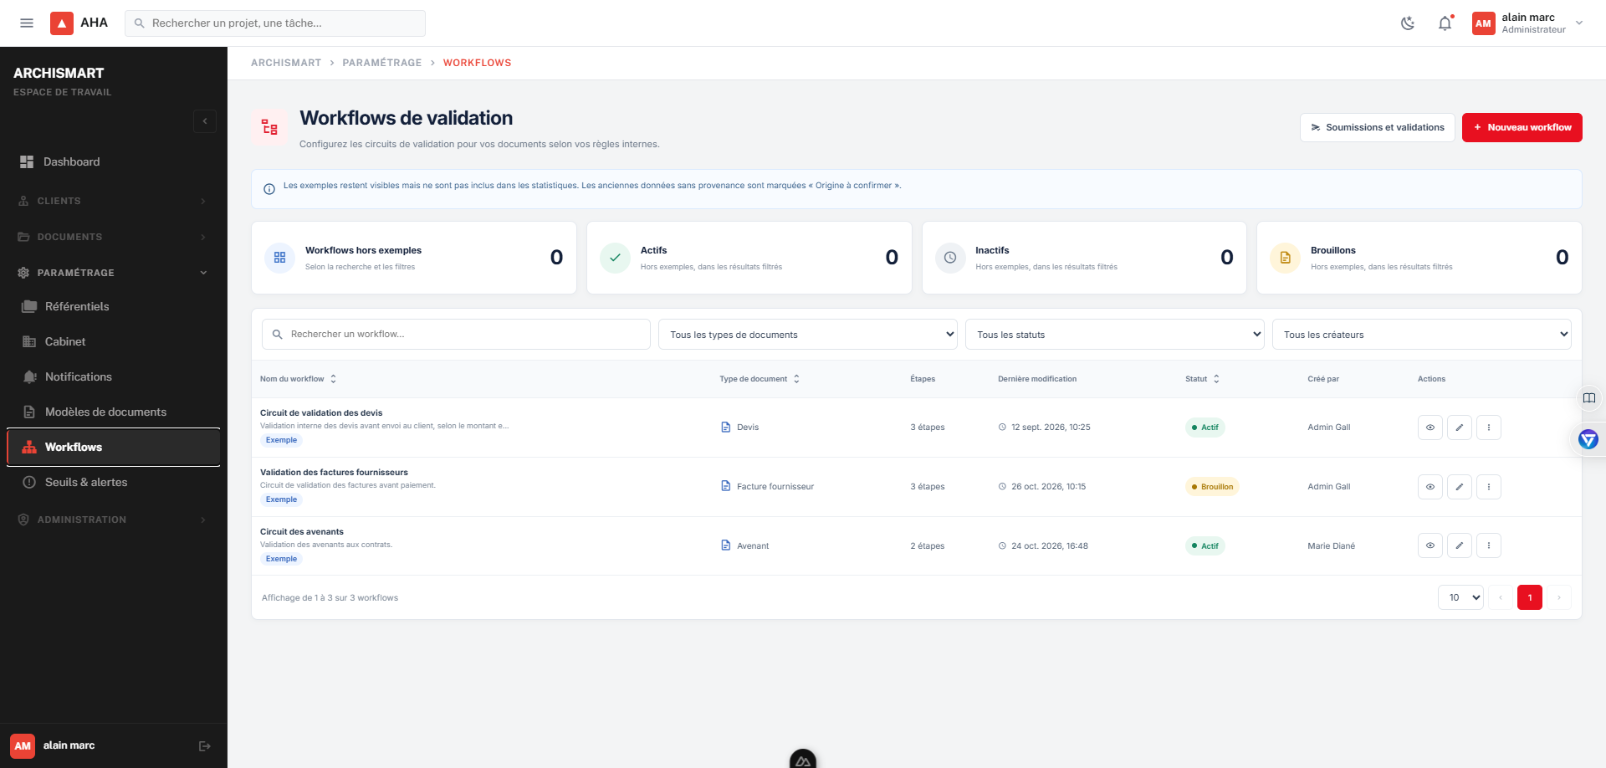 AHA
Rechercher un projet, une tâche...
AM
alain marc
Administrateur
ARCHISMART
ESPACE DE TRAVAIL
Dashboard
CLIENTS
DOCUMENTS
PARAMÉTRAGE
Référentiels
Cabinet
Notifications
Modèles de documents
Workflows
Seuils & alertes
ADMINISTRATION
AM
alain marc
ARCHISMART > PARAMÉTRAGE > WORKFLOWS
Workflows de validation
Configurez les circuits de validation pour vos documents selon vos règles internes.
Soumissions et validations
+ Nouveau workflow
Les exemples restent visibles mais ne sont pas inclus dans les statistiques. Les anciennes données sans provenance sont marquées « Origine à confirmer ».
Workflows hors exemples
Selon la recherche et les filtres
0
Actifs
Hors exemples, dans les résultats filtrés
0
Inactifs
Hors exemples, dans les résultats filtrés
0
Brouillons
Hors exemples, dans les résultats filtrés
0
Rechercher un workflow...
Tous les types de documents
Tous les statuts
Tous les créateurs
Nom du workflow Type de document Étapes Dernière modification Statut Créé par Actions
Circuit de validation des devis
Validation interne des devis avant envoi au client, selon le montant e...
Exemple
Devis 3 étapes 12 sept. 2026, 10:25 Actif Admin Gall
Validation des factures fournisseurs
Circuit de validation des factures avant paiement.
Exemple
Facture fournisseur 3 étapes 26 oct. 2026, 10:15 Brouillon Admin Gall
Circuit des avenants
Validation des avenants aux contrats.
Exemple
Avenant 2 étapes 24 oct. 2026, 16:48 Actif Marie Diané
Affichage de 1 à 3 sur 3 workflows
10
1